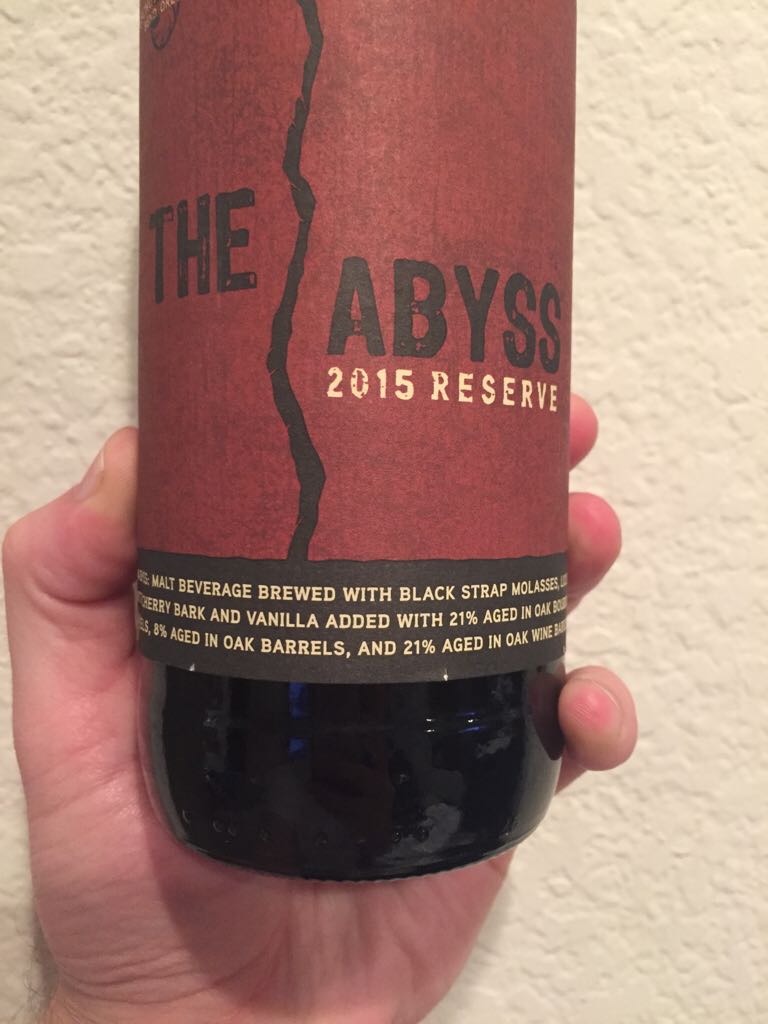 THE
ABYSS
2015 RESERVE
MALT BEVERAGE BREWED WITH BLACK STRAP MOLASSES,
CHERRY BARK AND VANILLA ADDED WITH 21% AGED IN OAK
8% AGED IN OAK BARRELS, AND 21% AGED IN OAK WINE